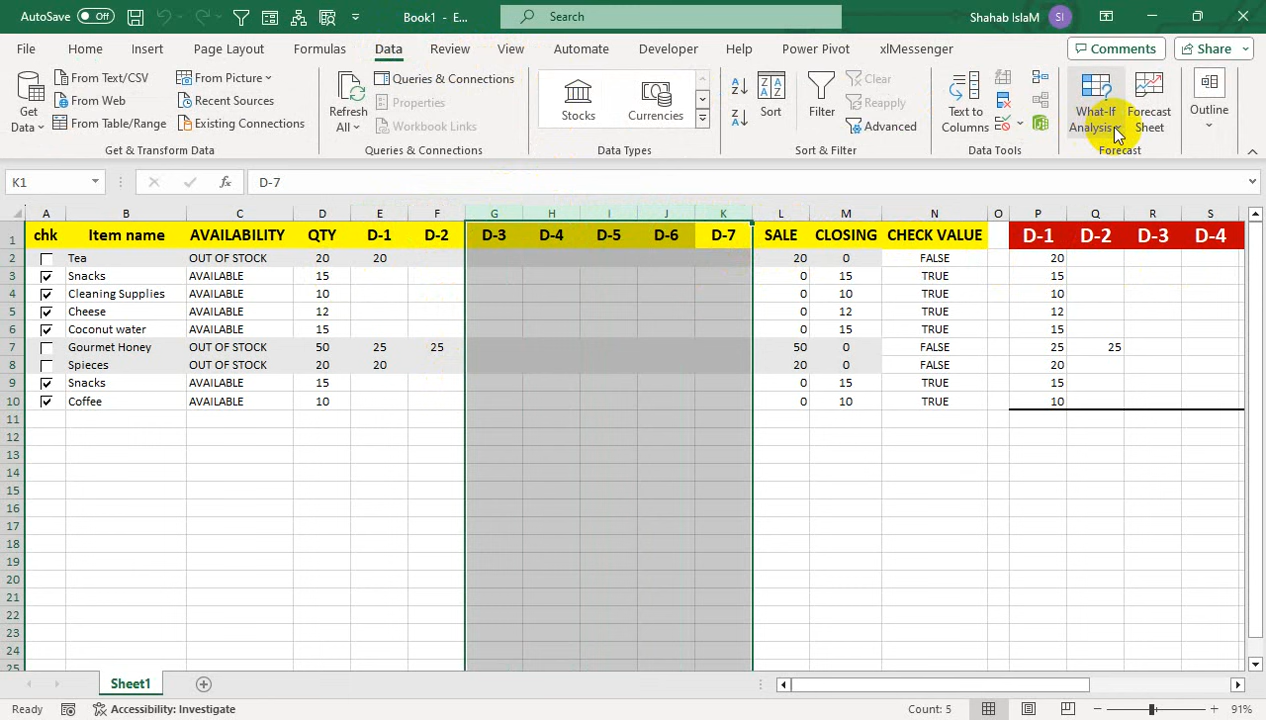 AutoSave Off Book1 - E... Search Shahab IslaM SI
File Home Insert Page Layout Formulas Data Review View Automate Developer Help Power Pivot xlMessenger Comments Share
Get Data From Text/CSV From Picture Refresh All Queries & Connections Stocks Currencies Sort Filter Clear Text to Columns What-If Analysis Forecast Sheet Outline
From Web Recent Sources Properties Reapply
From Table/Range Existing Connections Workbook Links Advanced
Get & Transform Data Queries & Connections Data Types Sort & Filter Data Tools Forecast
K1 fx D-7
A B C D E F G H I J K L M N O P Q R S
1 chk Item name AVAILABILITY QTY D-1 D-2 D-3 D-4 D-5 D-6 D-7 SALE CLOSING CHECK VALUE D-1 D-2 D-3 D-4
2 Tea OUT OF STOCK 20 20 20 0 FALSE 20
3 Snacks AVAILABLE 15 0 15 TRUE 15
4 Cleaning Supplies AVAILABLE 10 0 10 TRUE 10
5 Cheese AVAILABLE 12 0 12 TRUE 12
6 Coconut water AVAILABLE 15 0 15 TRUE 15
7 Gourmet Honey OUT OF STOCK 50 25 25 50 0 FALSE 25 25
8 Spieces OUT OF STOCK 20 20 20 0 FALSE 20
9 Snacks AVAILABLE 15 0 15 TRUE 15
10 Coffee AVAILABLE 10 0 10 TRUE 10
11
12
13
14
15
16
17
18
19
20
21
22
23
24
25
Sheet1
Ready Accessibility: Investigate Count: 5 91%